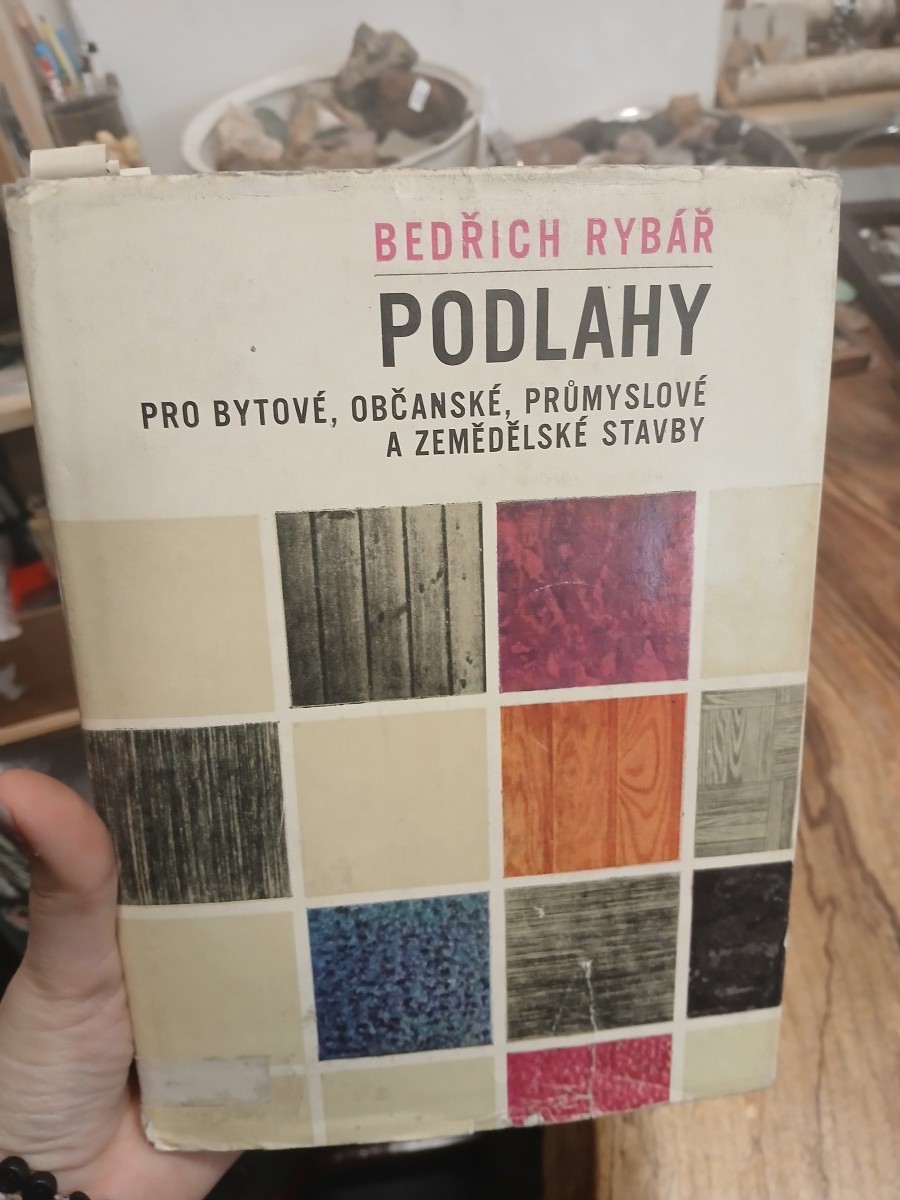 BEDŘICH RYBÁŘ
PODLAHY
PRO BYTOVÉ, OBČANSKÉ, PRŮMYSLOVÉ
A ZEMĚDĚLSKÉ STAVBY